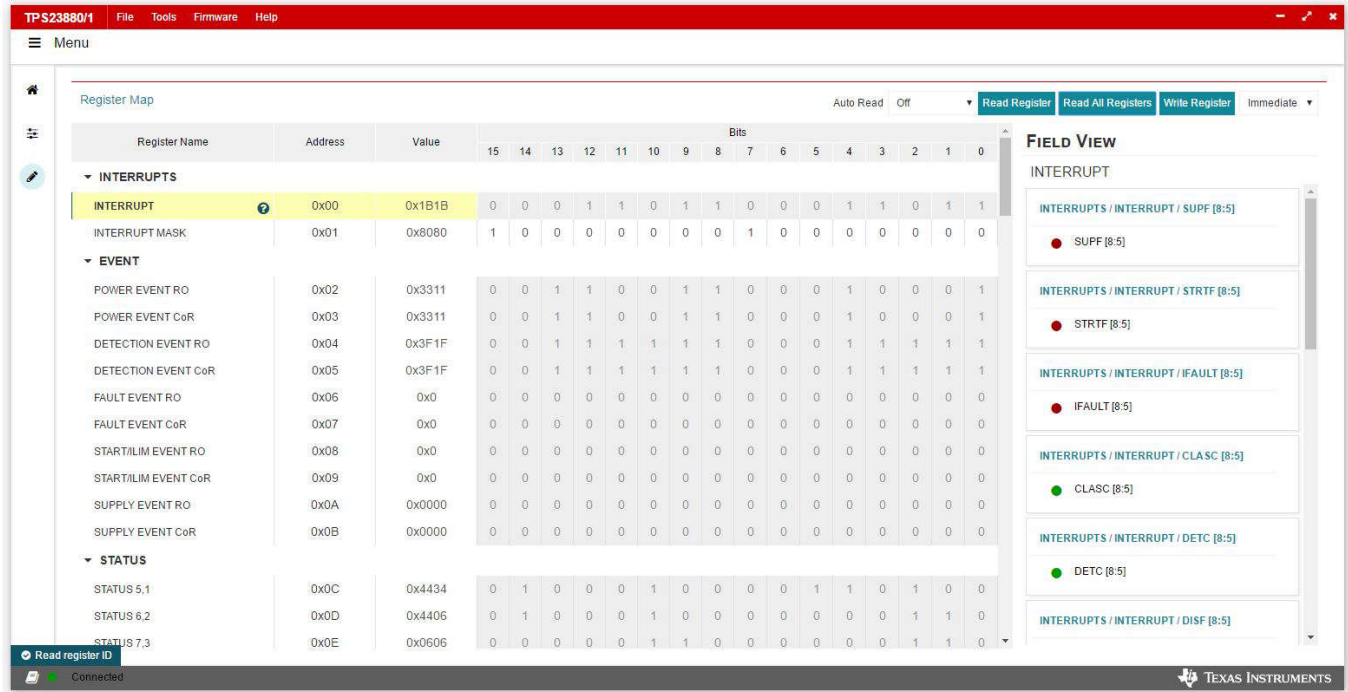 TPS23880/1 File Tools Firmware Help
Menu
Register Map
Auto Read Off Read Register Read All Registers Write Register Immediate
Register Name Address Value Bits
15 14 13 12 11 10 9 8 7 6 5 4 3 2 1 0
INTERRUPTS
INTERRUPT ? 0x00 0x1B1B 0 0 0 1 1 0 1 1 0 0 0 1 1 0 1 1
INTERRUPT MASK 0x01 0x8080 1 0 0 0 0 0 0 0 1 0 0 0 0 0 0 0
EVENT
POWER EVENT RO 0x02 0x3311 0 0 1 1 0 0 1 1 0 0 0 1 0 0 0 1
POWER EVENT CoR 0x03 0x3311 0 0 1 1 0 0 1 1 0 0 0 1 0 0 0 1
DETECTION EVENT RO 0x04 0x3F1F 0 0 1 1 1 1 1 1 0 0 0 1 1 1 1 1
DETECTION EVENT CoR 0x05 0x3F1F 0 0 1 1 1 1 1 1 0 0 0 1 1 1 1 1
FAULT EVENT RO 0x06 0x0 0 0 0 0 0 0 0 0 0 0 0 0 0 0 0 0
FAULT EVENT CoR 0x07 0x0 0 0 0 0 0 0 0 0 0 0 0 0 0 0 0 0
START/ILIM EVENT RO 0x08 0x0 0 0 0 0 0 0 0 0 0 0 0 0 0 0 0 0
START/ILIM EVENT CoR 0x09 0x0 0 0 0 0 0 0 0 0 0 0 0 0 0 0 0 0
SUPPLY EVENT RO 0x0A 0x0000 0 0 0 0 0 0 0 0 0 0 0 0 0 0 0 0
SUPPLY EVENT CoR 0x0B 0x0000 0 0 0 0 0 0 0 0 0 0 0 0 0 0 0 0
STATUS
STATUS 5,1 0x0C 0x4434 0 1 0 0 0 1 0 0 0 0 1 1 0 1 0 0
STATUS 6,2 0x0D 0x4406 0 1 0 0 0 1 0 0 0 0 0 0 0 1 1 0
STATUS 7,3 0x0E 0x0606 0 0 0 0 0 1 1 0 0 0 0 0 0 1 1 0
FIELD VIEW
INTERRUPT
INTERRUPTS / INTERRUPT / SUPF [8:5]
SUPF [8:5]
INTERRUPTS / INTERRUPT / STRTF [8:5]
STRTF [8:5]
INTERRUPTS / INTERRUPT / IFAULT [8:5]
IFAULT [8:5]
INTERRUPTS / INTERRUPT / CLASC [8:5]
CLASC [8:5]
INTERRUPTS / INTERRUPT / DETC [8:5]
DETC [8:5]
INTERRUPTS / INTERRUPT / DISF [8:5]
Read register ID
Connected
TEXAS INSTRUMENTS